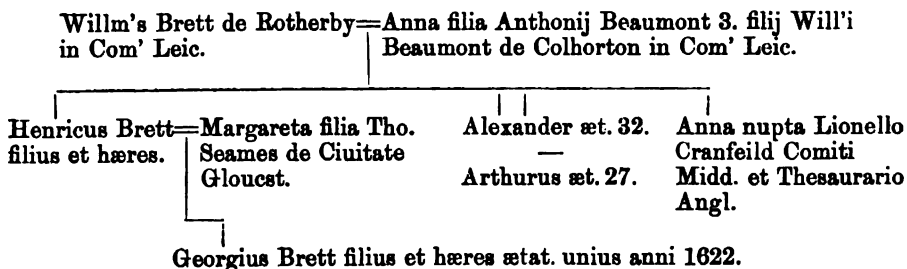 Willm's Brett de Rotherby=Anna filia Anthonij Beaumont 3. filij Will'i
in Com' Leic. Beaumont de Colhorton in Com' Leic.
Henricus Brett=Margareta filia Tho.
filius et hæres. Seames de Ciuitate
Gloucst.
Alexander æt. 32.
—
Arthurus æt. 27.
Anna nupta Lionello
Cranfeild Comiti
Midd. et Thesaurario
Angl.
Georgius Brett filius et hæres ætat. unius anni 1622.